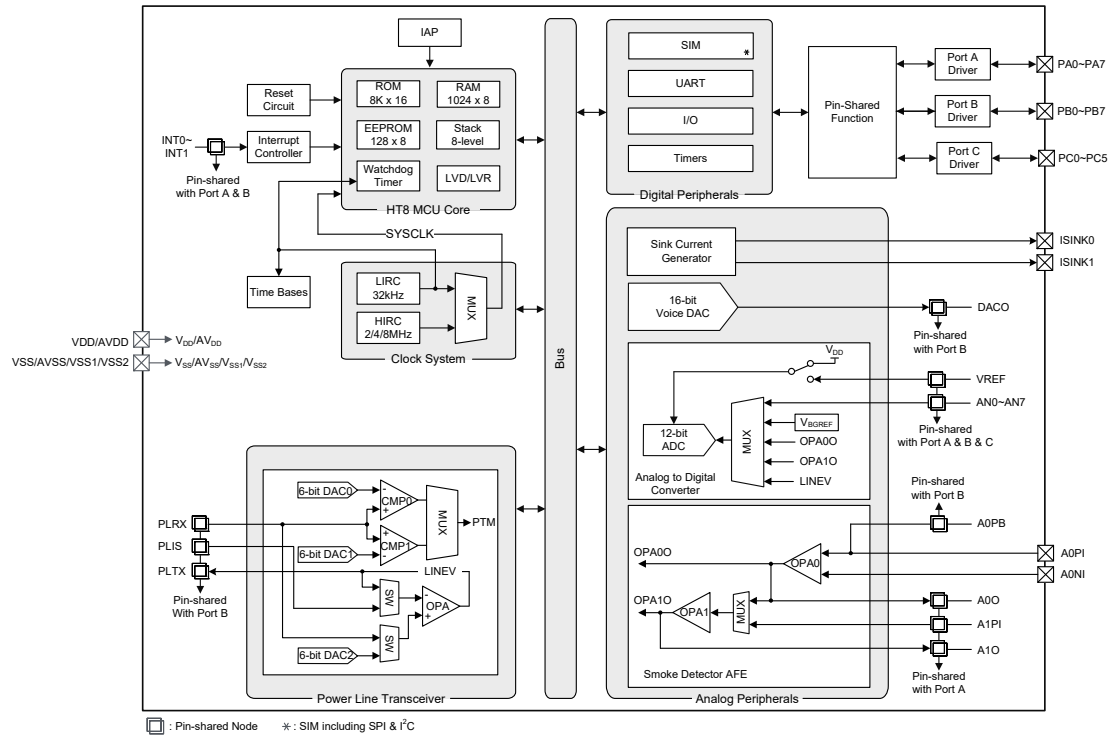 IAP
ROM
8K x 16
RAM
1024 x 8
EEPROM
128 x 8
Stack
8-level
Watchdog
Timer
LVD/LVR
HT8 MCU Core
Reset
Circuit
INT0~
INT1
Interrupt
Controller
Pin-shared
with Port A & B
SYSCLK
Time Bases
LIRC
32kHz
HIRC
2/4/8MHz
MUX
Clock System
VDD/AVDD
VDD/AVDD
VSS/AVSS/VSS1/VSS2
VSS/AVSS/VSS1/VSS2
Bus
SIM
*
UART
I/O
Timers
Digital Peripherals
Pin-Shared
Function
Port A
Driver
PA0~PA7
Port B
Driver
PB0~PB7
Port C
Driver
PC0~PC5
Sink Current
Generator
ISINK0
ISINK1
16-bit
Voice DAC
DACO
Pin-shared
with Port B
VDD
VREF
AN0~AN7
Pin-shared
with Port A & B & C
12-bit
ADC
MUX
VBGREF
OPA0O
OPA1O
LINEV
Analog to Digital
Converter
Pin-shared
with Port B
A0PB
A0PI
A0NI
OPA0O
OPA0
OPA1O
OPA1
MUX
A0O
A1PI
A1O
Pin-shared
with Port A
Smoke Detector AFE
Analog Peripherals
6-bit DAC0
-
+
CMP0
MUX
PTM
+
-
CMP1
6-bit DAC1
PLRX
PLIS
PLTX
Pin-shared
With Port B
LINEV
SW
-
+
OPA
SW
6-bit DAC2
Power Line Transceiver
: Pin-shared Node
* : SIM including SPI & I²C